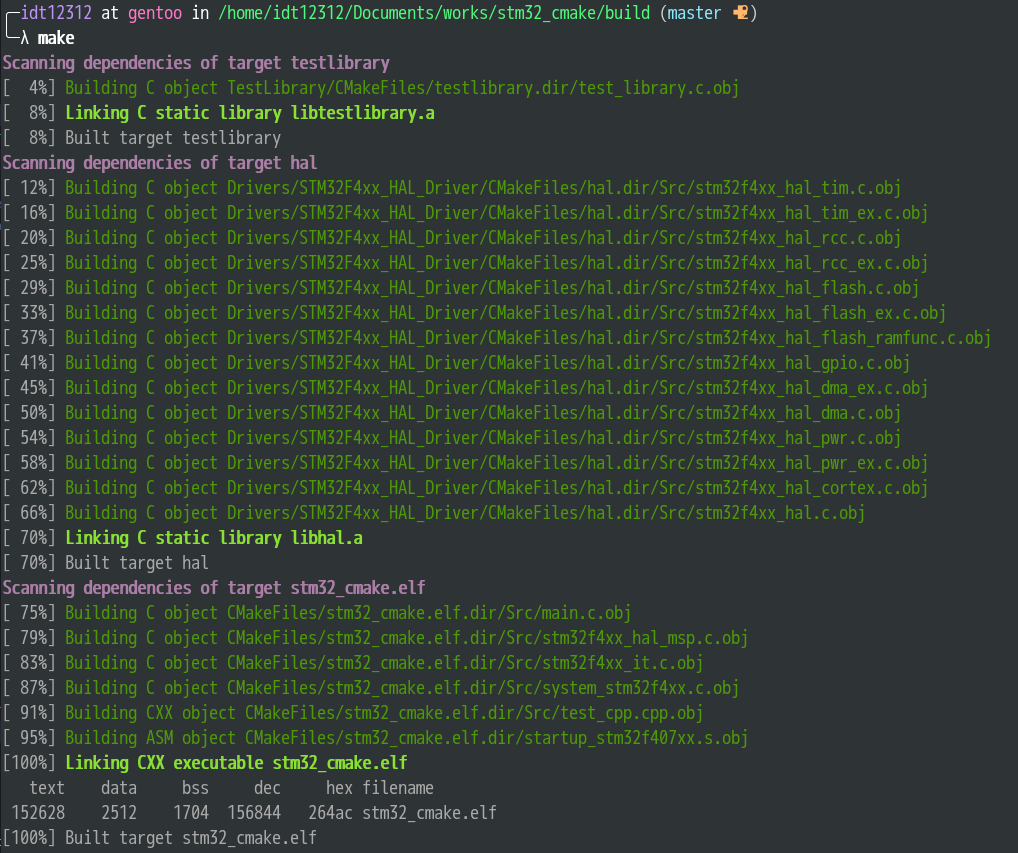 ╭─idt12312 at gentoo in /home/idt12312/Documents/works/stm32_cmake/build (master )
╰─λ make
Scanning dependencies of target testlibrary
[  4%] Building C object TestLibrary/CMakeFiles/testlibrary.dir/test_library.c.obj
[  8%] Linking C static library libtestlibrary.a
[  8%] Built target testlibrary
Scanning dependencies of target hal
[ 12%] Building C object Drivers/STM32F4xx_HAL_Driver/CMakeFiles/hal.dir/Src/stm32f4xx_hal_tim.c.obj
[ 16%] Building C object Drivers/STM32F4xx_HAL_Driver/CMakeFiles/hal.dir/Src/stm32f4xx_hal_tim_ex.c.obj
[ 20%] Building C object Drivers/STM32F4xx_HAL_Driver/CMakeFiles/hal.dir/Src/stm32f4xx_hal_rcc.c.obj
[ 25%] Building C object Drivers/STM32F4xx_HAL_Driver/CMakeFiles/hal.dir/Src/stm32f4xx_hal_rcc_ex.c.obj
[ 29%] Building C object Drivers/STM32F4xx_HAL_Driver/CMakeFiles/hal.dir/Src/stm32f4xx_hal_flash.c.obj
[ 33%] Building C object Drivers/STM32F4xx_HAL_Driver/CMakeFiles/hal.dir/Src/stm32f4xx_hal_flash_ex.c.obj
[ 37%] Building C object Drivers/STM32F4xx_HAL_Driver/CMakeFiles/hal.dir/Src/stm32f4xx_hal_flash_ramfunc.c.obj
[ 41%] Building C object Drivers/STM32F4xx_HAL_Driver/CMakeFiles/hal.dir/Src/stm32f4xx_hal_gpio.c.obj
[ 45%] Building C object Drivers/STM32F4xx_HAL_Driver/CMakeFiles/hal.dir/Src/stm32f4xx_hal_dma_ex.c.obj
[ 50%] Building C object Drivers/STM32F4xx_HAL_Driver/CMakeFiles/hal.dir/Src/stm32f4xx_hal_dma.c.obj
[ 54%] Building C object Drivers/STM32F4xx_HAL_Driver/CMakeFiles/hal.dir/Src/stm32f4xx_hal_pwr.c.obj
[ 58%] Building C object Drivers/STM32F4xx_HAL_Driver/CMakeFiles/hal.dir/Src/stm32f4xx_hal_pwr_ex.c.obj
[ 62%] Building C object Drivers/STM32F4xx_HAL_Driver/CMakeFiles/hal.dir/Src/stm32f4xx_hal_cortex.c.obj
[ 66%] Building C object Drivers/STM32F4xx_HAL_Driver/CMakeFiles/hal.dir/Src/stm32f4xx_hal.c.obj
[ 70%] Linking C static library libhal.a
[ 70%] Built target hal
Scanning dependencies of target stm32_cmake.elf
[ 75%] Building C object CMakeFiles/stm32_cmake.elf.dir/Src/main.c.obj
[ 79%] Building C object CMakeFiles/stm32_cmake.elf.dir/Src/stm32f4xx_hal_msp.c.obj
[ 83%] Building C object CMakeFiles/stm32_cmake.elf.dir/Src/stm32f4xx_it.c.obj
[ 87%] Building C object CMakeFiles/stm32_cmake.elf.dir/Src/system_stm32f4xx.c.obj
[ 91%] Building CXX object CMakeFiles/stm32_cmake.elf.dir/Src/test_cpp.cpp.obj
[ 95%] Building ASM object CMakeFiles/stm32_cmake.elf.dir/startup_stm32f407xx.s.obj
[100%] Linking CXX executable stm32_cmake.elf
   text    data     bss     dec     hex filename
 152628    2512    1704  156844   264ac stm32_cmake.elf
[100%] Built target stm32_cmake.elf